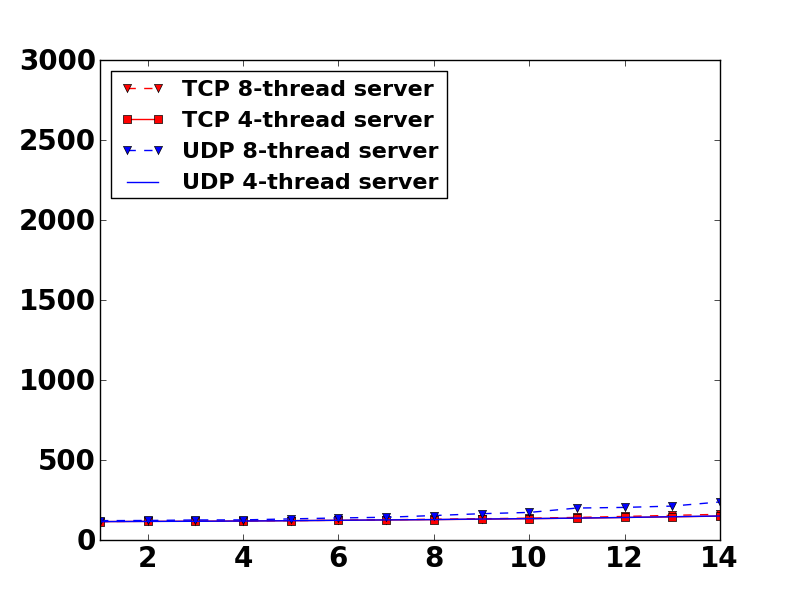 3000
2500
2000
1500
1000
500
0
TCP 8-thread server
TCP 4-thread server
UDP 8-thread server
UDP 4-thread server
2 4 6 8 10 12 14